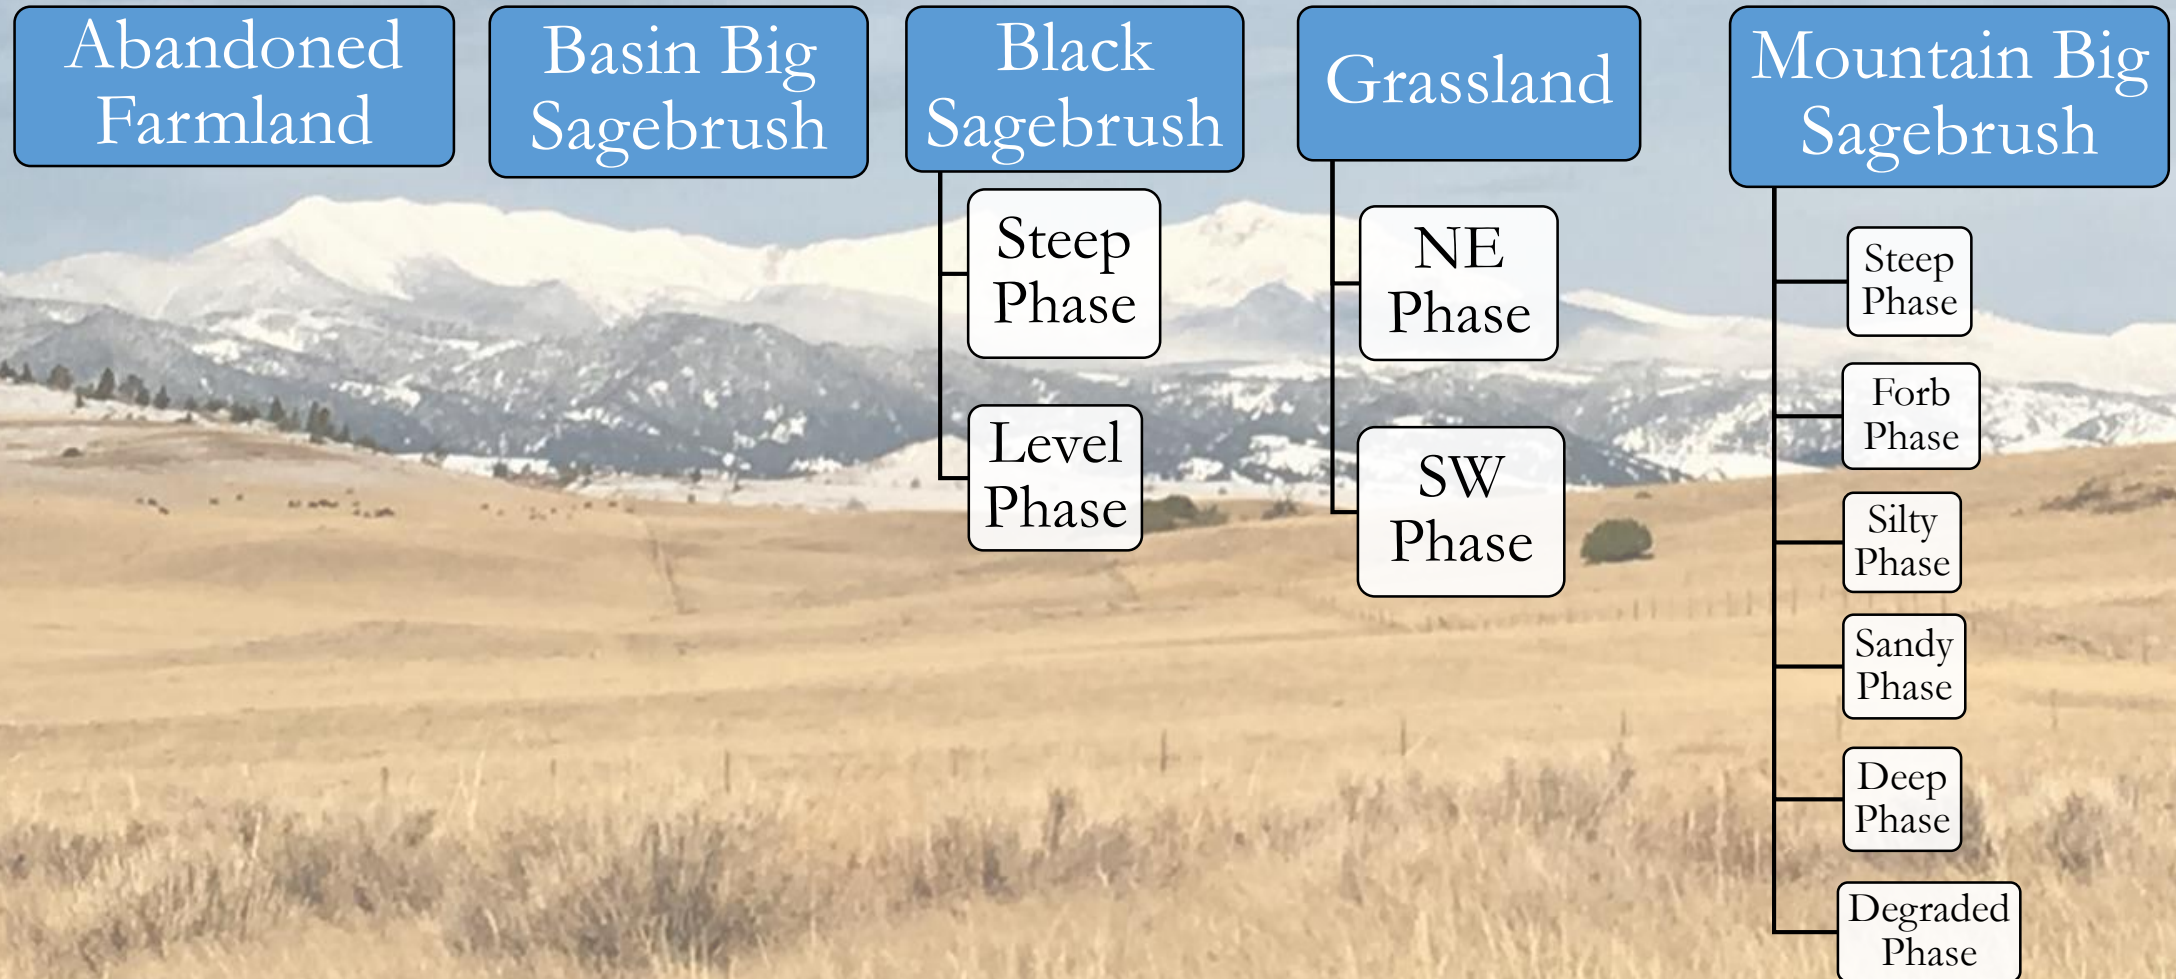 Abandoned
Farmland
Basin Big
Sagebrush
Black
Sagebrush
Steep
Phase
Level
Phase
Grassland
NE
Phase
SW
Phase
Mountain Big
Sagebrush
Steep
Phase
Forb
Phase
Silty
Phase
Sandy
Phase
Deep
Phase
Degraded
Phase